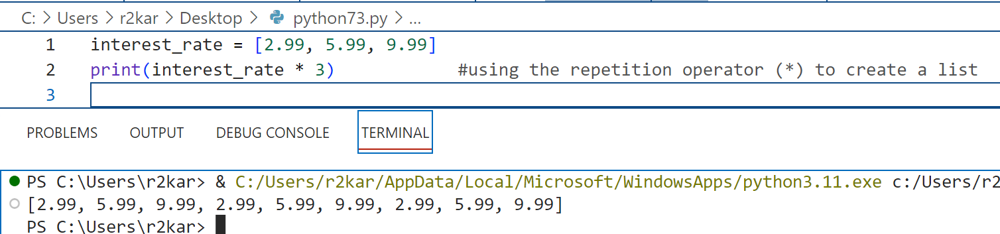 C: > Users > r2kar > Desktop > python73.py > ...
1 interest_rate = [2.99, 5.99, 9.99]
2 print(interest_rate * 3) #using the repetition operator (*) to create a list
3
PROBLEMS OUTPUT DEBUG CONSOLE TERMINAL
PS C:\Users\r2kar> & C:/Users/r2kar/AppData/Local/Microsoft/WindowsApps/python3.11.exe c:/Users/r2
[2.99, 5.99, 9.99, 2.99, 5.99, 9.99, 2.99, 5.99, 9.99]
PS C:\Users\r2kar>